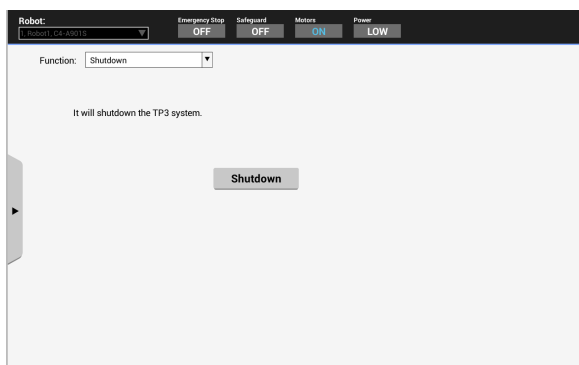 Robot: Emergency Stop Safeguard Motors Power
1, Robot1, C4-A901S OFF OFF ON LOW
Function: Shutdown
It will shutdown the TP3 system.
Shutdown